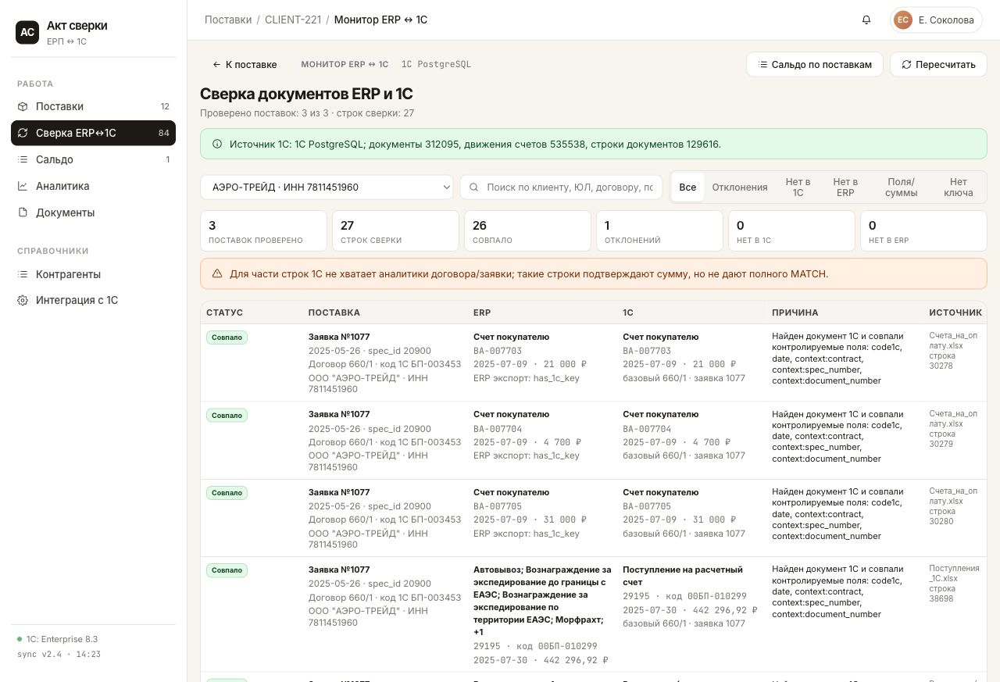 АС
Акт сверки
ЕРП ↔ 1С
РАБОТА
Поставки 12
Сверка ERP↔1С 84
Сальдо 1
Аналитика
Документы
СПРАВОЧНИКИ
Контрагенты
Интеграция с 1С
1С: Enterprise 8.3
sync v2.4 · 14:23
Поставки / CLIENT-221 / Монитор ERP ↔ 1С
ЕС Е. Соколова
← К поставке МОНИТОР ERP ↔ 1С 1С PostgreSQL
Сальдо по поставкам Пересчитать
Сверка документов ERP и 1С
Проверено поставок: 3 из 3 · строк сверки: 27
Источник 1С: 1С PostgreSQL; документы 312095, движения счетов 535538, строки документов 129616.
АЭРО-ТРЕЙД · ИНН 7811451960
Поиск по клиенту, ЮЛ, договору, пс
Все
Отклонения
Нет в
1С
Нет в
ERP
Поля/
суммы
Нет
ключа
3
ПОСТАВОК ПРОВЕРЕНО
27
СТРОК СВЕРКИ
26
СОВПАЛО
1
ОТКЛОНЕНИЙ
0
НЕТ В 1С
0
НЕТ В ERP
Для части строк 1С не хватает аналитики договора/заявки; такие строки подтверждают сумму, но не дают полного MATCH.
СТАТУС ПОСТАВКА ERP 1С ПРИЧИНА ИСТОЧНИК
Совпало
Заявка №1077
2025-05-26 · spec_id 20900
Договор 660/1 · код 1С БП-003453
ООО "АЭРО-ТРЕЙД" · ИНН
7811451960
Счет покупателю
ВА-007703
2025-07-09 · 21 000 ₽
ERP экспорт: has_1c_key
Счет покупателю
ВА-007703
2025-07-09 · 21 000 ₽
базовый 660/1 · заявка 1077
Найден документ 1С и совпали
контролируемые поля: code1c,
date, context:contract,
context:spec_number,
context:document_number
Счета_на_оп
лату.xlsx
строка
30278
Совпало
Заявка №1077
2025-05-26 · spec_id 20900
Договор 660/1 · код 1С БП-003453
ООО "АЭРО-ТРЕЙД" · ИНН
7811451960
Счет покупателю
ВА-007704
2025-07-09 · 4 700 ₽
ERP экспорт: has_1c_key
Счет покупателю
ВА-007704
2025-07-09 · 4 700 ₽
базовый 660/1 · заявка 1077
Найден документ 1С и совпали
контролируемые поля: code1c,
date, context:contract,
context:spec_number,
context:document_number
Счета_на_оп
лату.xlsx
строка
30279
Совпало
Заявка №1077
2025-05-26 · spec_id 20900
Договор 660/1 · код 1С БП-003453
ООО "АЭРО-ТРЕЙД" · ИНН
7811451960
Счет покупателю
ВА-007705
2025-07-09 · 31 000 ₽
ERP экспорт: has_1c_key
Счет покупателю
ВА-007705
2025-07-09 · 31 000 ₽
базовый 660/1 · заявка 1077
Найден документ 1С и совпали
контролируемые поля: code1c,
date, context:contract,
context:spec_number,
context:document_number
Счета_на_оп
лату.xlsx
строка
30280
Совпало
Заявка №1077
2025-05-26 · spec_id 20900
Договор 660/1 · код 1С БП-003453
ООО "АЭРО-ТРЕЙД" · ИНН
7811451960
Автовывоз; Вознаграждение за
экспедирование до границы с
ЕАЭС; Вознаграждение за
экспедирование по
территории ЕАЭС; Морфрахт;
+1
29195 · код 00БП-010299
2025-07-30 · 442 296,92 ₽
Поступление на расчетный
счет
29195 · код 00БП-010299
2025-07-30 · 442 296,92 ₽
базовый 660/1 · заявка 1077
Найден документ 1С и совпали
контролируемые поля: code1c,
date, context:contract,
context:spec_number,
context:document_number
Поступления
_1С.xlsx
строка
38698